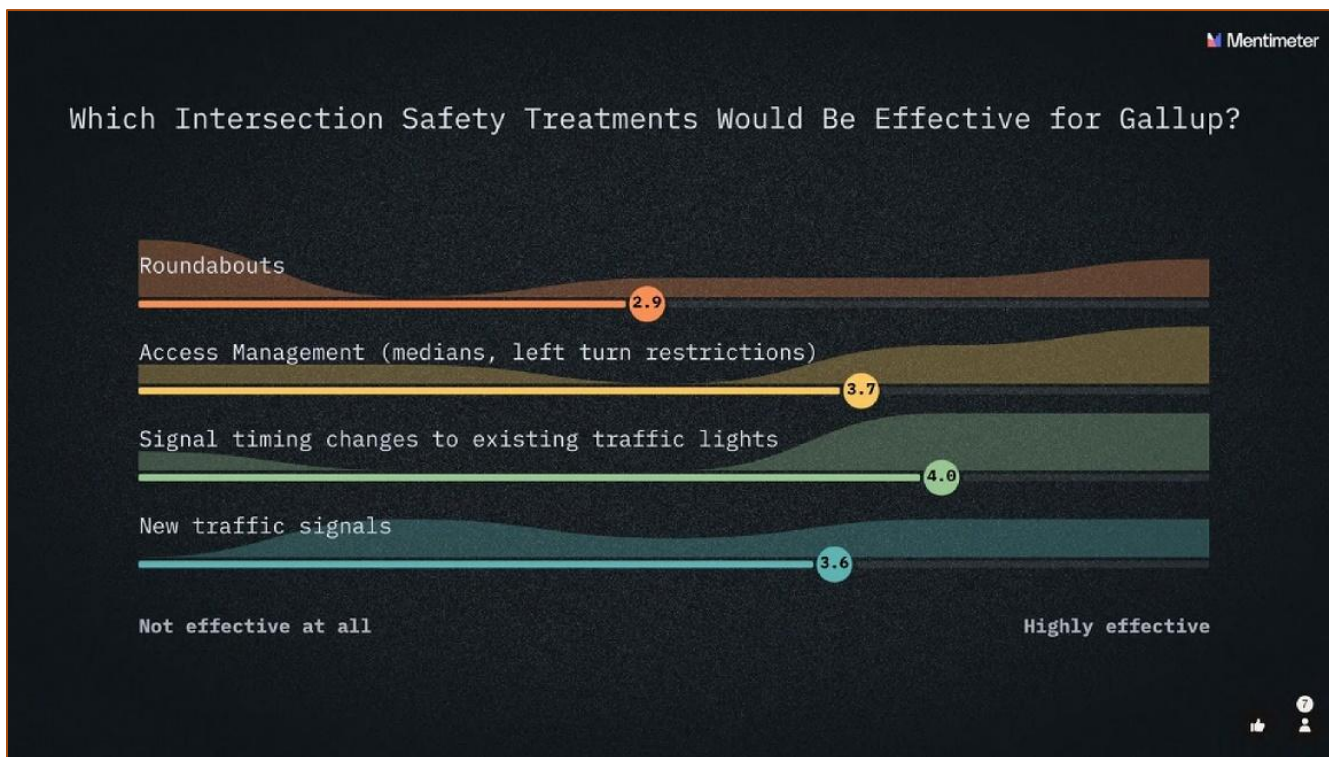 Mentimeter
Which Intersection Safety Treatments Would Be Effective for Gallup?
Roundabouts
2.9
Access Management (medians, left turn restrictions)
3.7
Signal timing changes to existing traffic lights
4.0
New traffic signals
3.6
Not effective at all
Highly effective
7